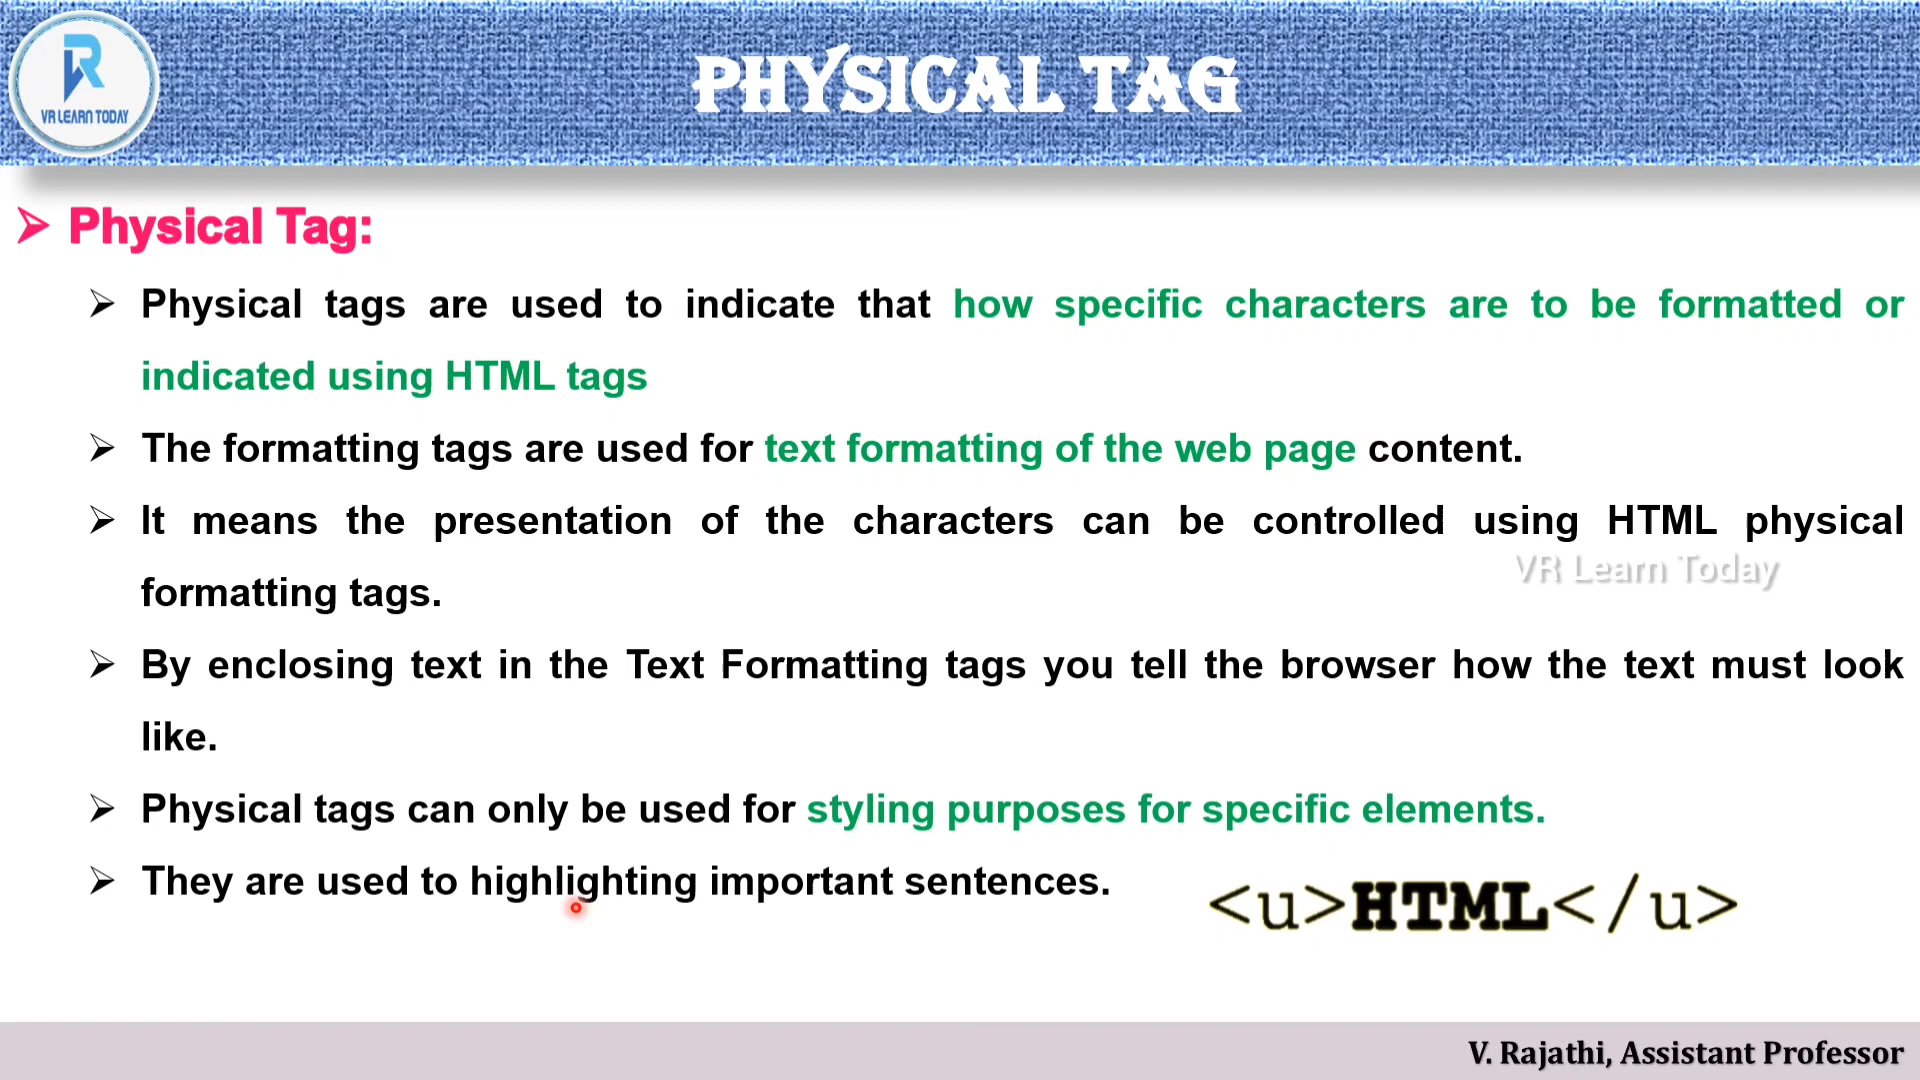 VR LEARN TODAY
PHYSICAL TAG
Physical Tag:
Physical tags are used to indicate that how specific characters are to be formatted or
indicated using HTML tags
The formatting tags are used for text formatting of the web page content.
It means the presentation of the characters can be controlled using HTML physical
VR Learn Today
formatting tags.
By enclosing text in the Text Formatting tags you tell the browser how the text must look
like.
Physical tags can only be used for styling purposes for specific elements.
They are used to highlighting important sentences.
<u>HTML</u>
V. Rajathi, Assistant Professor